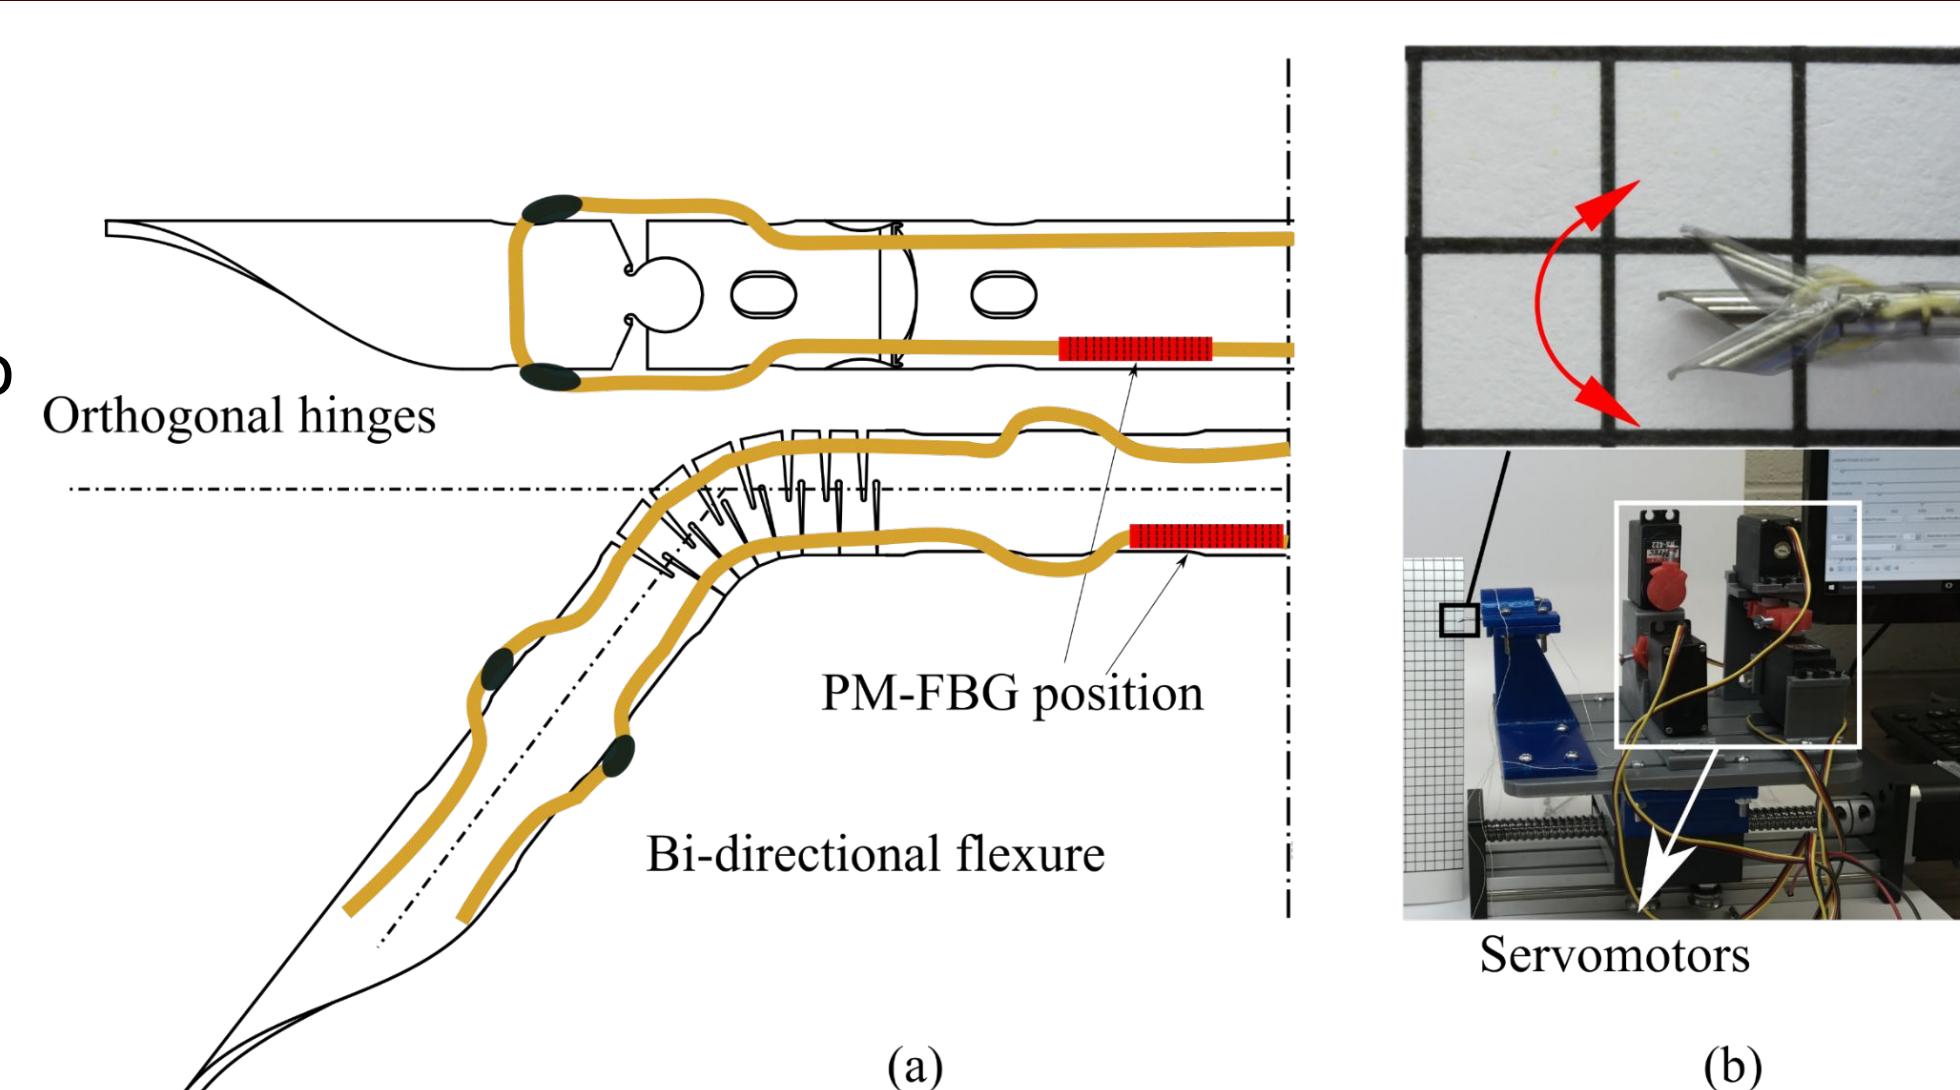 Orthogonal hinges
PM-FBG position
Bi-directional flexure
Servomotors
(a)
(b)